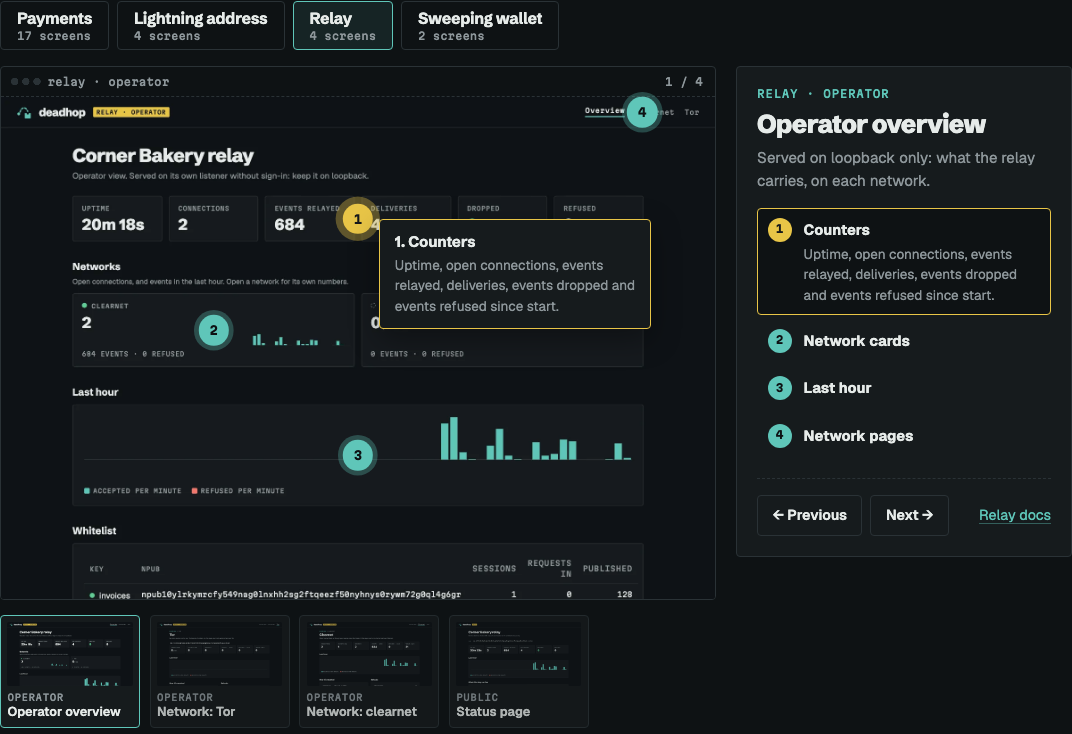 Payments
17 screens
Lightning address
4 screens
Relay
4 screens
Sweeping wallet
2 screens
relay · operator
1 / 4
deadhop
RELAY · OPERATOR
Overview
4
Tor
Corner Bakery relay
Operator view. Served on its own listener without sign-in: keep it on loopback.
UPTIME
20m 18s
CONNECTIONS
2
EVENTS RELAYED
684
1
DELIVERIES
DROPPED
REFUSED
1. Counters
Uptime, open connections, events
relayed, deliveries, events dropped and
events refused since start.
Networks
Open connections, and events in the last hour. Open a network for its own numbers.
CLEARNET
2
2
684 EVENTS · 0 REFUSED
0 EVENTS · 0 REFUSED
Last hour
3
ACCEPTED PER MINUTE
REFUSED PER MINUTE
Whitelist
KEY
NPUB
SESSIONS
REQUESTS
IN
PUBLISHED
invoices
1
0
128
RELAY · OPERATOR
Operator overview
Served on loopback only: what the relay
carries, on each network.
1
Counters
Uptime, open connections, events
relayed, deliveries, events dropped
and events refused since start.
2
Network cards
3
Last hour
4
Network pages
← Previous
Next →
Relay docs
OPERATOR
Operator overview
OPERATOR
Network: Tor
OPERATOR
Network: clearnet
PUBLIC
Status page